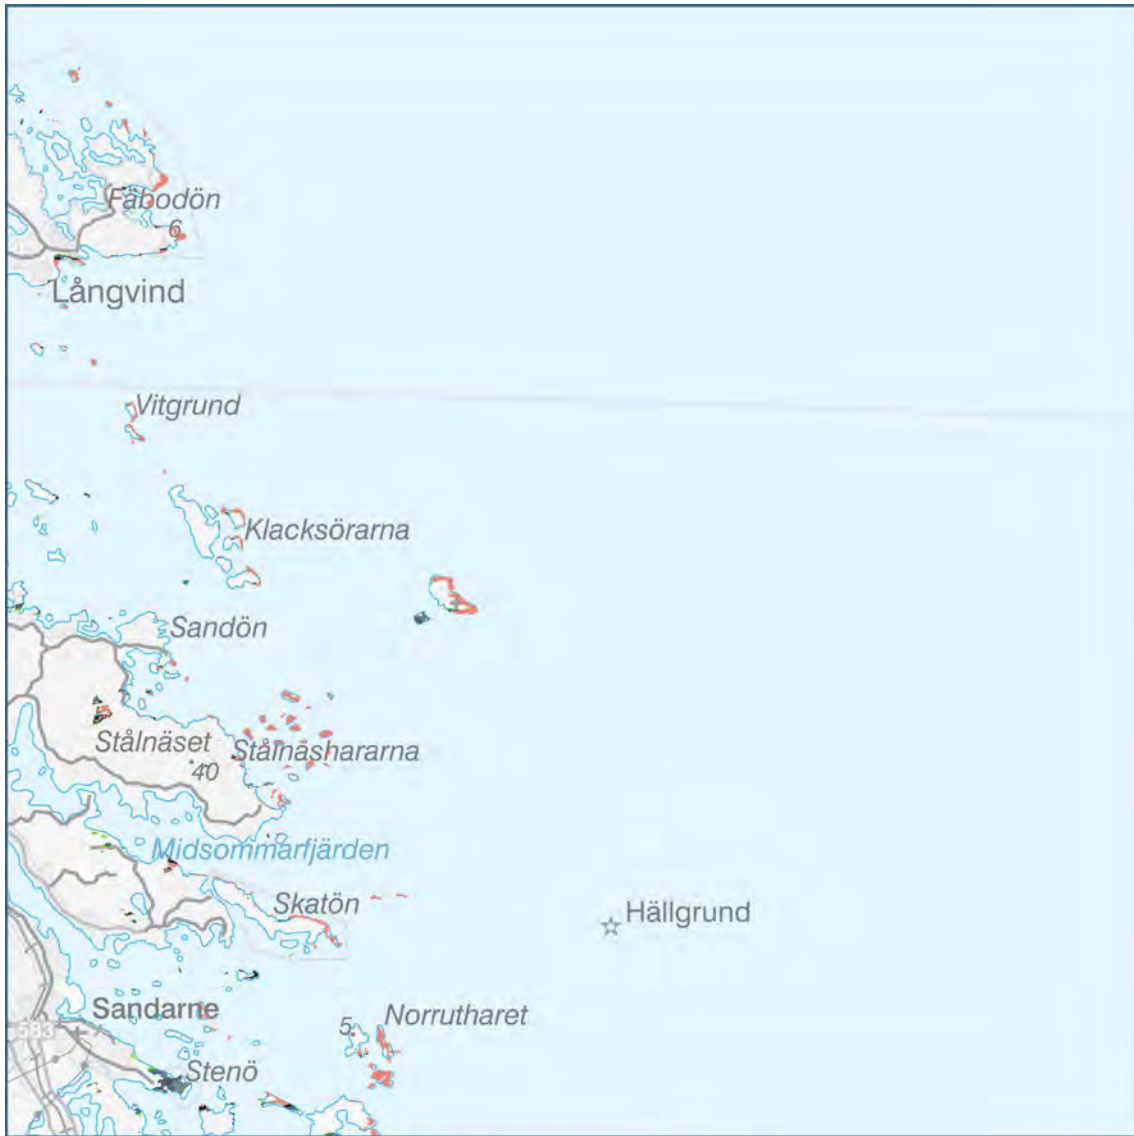 Fäbodön
6
Långvind
Vitgrund
Klacksörarna
Sandön
Stålnäset
Stålnäshararna
40
Midsommarfjärden
Skatön
Hällgrund
Sandarne
Norrutharet
5
583
Stenö